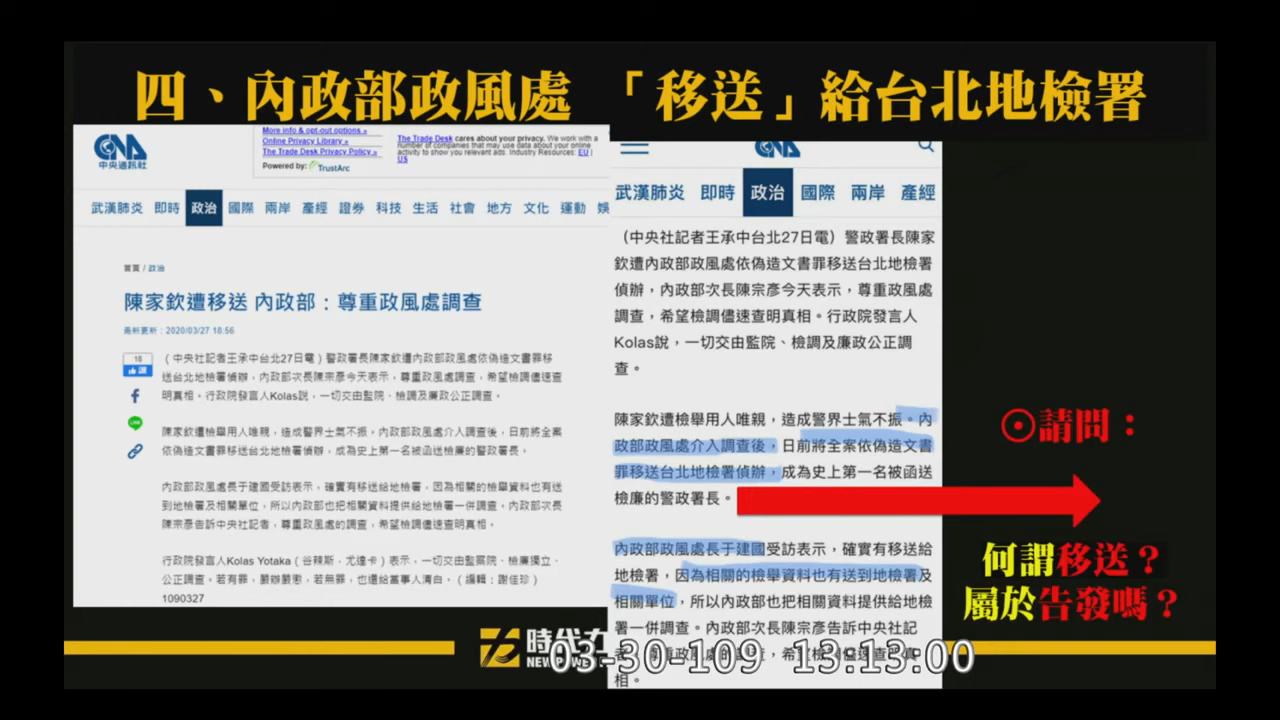 四、內政部政風處 「移送」給台北地檢署
CNA
中央通訊社
More info & opt-out options »
Online Privacy Library »
The Trade Desk Privacy Policy »
Powered by: TrustArc
The Trade Desk cares about your privacy. We work with a
number of companies that may use data about your online
activity to show you relevant ads. Industry Resources: EU |
US
武漢肺炎 即時 政治 國際 兩岸 產經 證券 科技 生活 社會 地方 文化 運動 娛
首頁 / 政治
陳家欽遭移送 內政部：尊重政風處調查
最新更新：2020/03/27 18:56
18
讚
（中央社記者王承中台北27日電）警政署長陳家欽遭內政部政風處依偽造文書罪移
送台北地檢署偵辦，內政部次長陳宗彥今天表示，尊重政風處調查，希望檢調儘速查
明真相。行政院發言人Kolas說，一切交由監院、檢調及廉政公正調查。
陳家欽遭檢舉用人唯親，造成警界士氣不振。內政部政風處介入調查後，日前將全案
依偽造文書罪移送台北地檢署偵辦，成為史上第一名被函送檢廉的警政署長。
內政部政風處長于建國受訪表示，確實有移送給地檢署，因為相關的檢舉資料也有送
到地檢署及相關單位，所以內政部也把相關資料提供給地檢署一併調查。內政部次長
陳宗彥告訴中央社記者，尊重政風處的調查，希望檢調儘速查明真相。
行政院發言人Kolas Yotaka（谷辣斯．尤達卡）表示，一切交由監察院、檢廉獨立、
公正調查。若有罪，嚴辦嚴懲，若無罪，也還給當事人清白。（編輯：謝佳珍）
1090327
CNA
武漢肺炎 即時 政治 國際 兩岸 產經
（中央社記者王承中台北27日電）警政署長陳家
欽遭內政部政風處依偽造文書罪移送台北地檢署
偵辦，內政部次長陳宗彥今天表示，尊重政風處
調查，希望檢調儘速查明真相。行政院發言人
Kolas說，一切交由監院、檢調及廉政公正調
查。
陳家欽遭檢舉用人唯親，造成警界士氣不振。內
政部政風處介入調查後，日前將全案依偽造文書
罪移送台北地檢署偵辦，成為史上第一名被函送
檢廉的警政署長。
內政部政風處長于建國受訪表示，確實有移送給
地檢署，因為相關的檢舉資料也有送到地檢署及
相關單位，所以內政部也把相關資料提供給地檢
署一併調查。內政部次長陳宗彥告訴中央社記
相。
⊙請問：
何謂移送？
屬於告發嗎？
時代力
NEW POWE
03-30-109 13:13:00